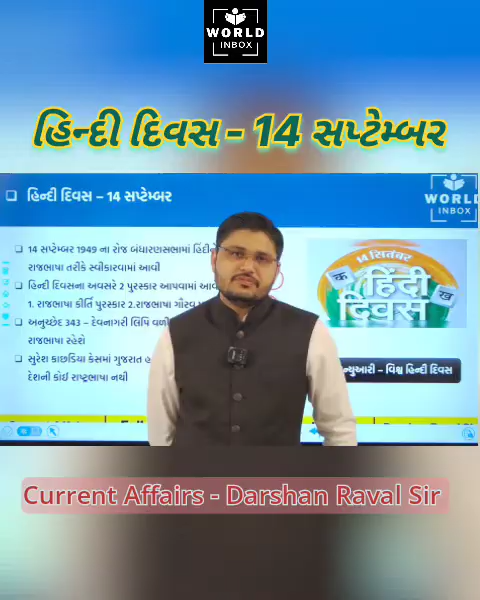 WORLD
INBOX
હિન્દી દિવસ - 14 સપ્ટેમ્બર
હિન્દી દિવસ – 14 સપ્ટેમ્બર
WORLD
INBOX
14 સપ્ટેમ્બર 1949 ના રોજ બંધારણસભામાં હિંદીને
રાજભાષા તરીકે સ્વીકારવામાં આવી
હિન્દી દિવસના અવસરે 2 પુરસ્કાર આપવામાં
1. રાજભાષા કીર્તિ પુરસ્કાર 2.રાજભાષા ગૌરવ
અનુચ્છેદ 343 – દેવનાગરી લિપિ
રાજભાષા રહેશે
સુરેશ કાછડિયા કેસમાં ગુજરાત
દેશની કોઈ રાષ્ટ્રભાષા નથી
14 सितंबर
क
हिंदी
ख
दिवस
– વિશ્વ હિન્દી દિવસ
Current Affairs - Darshan Raval Sir